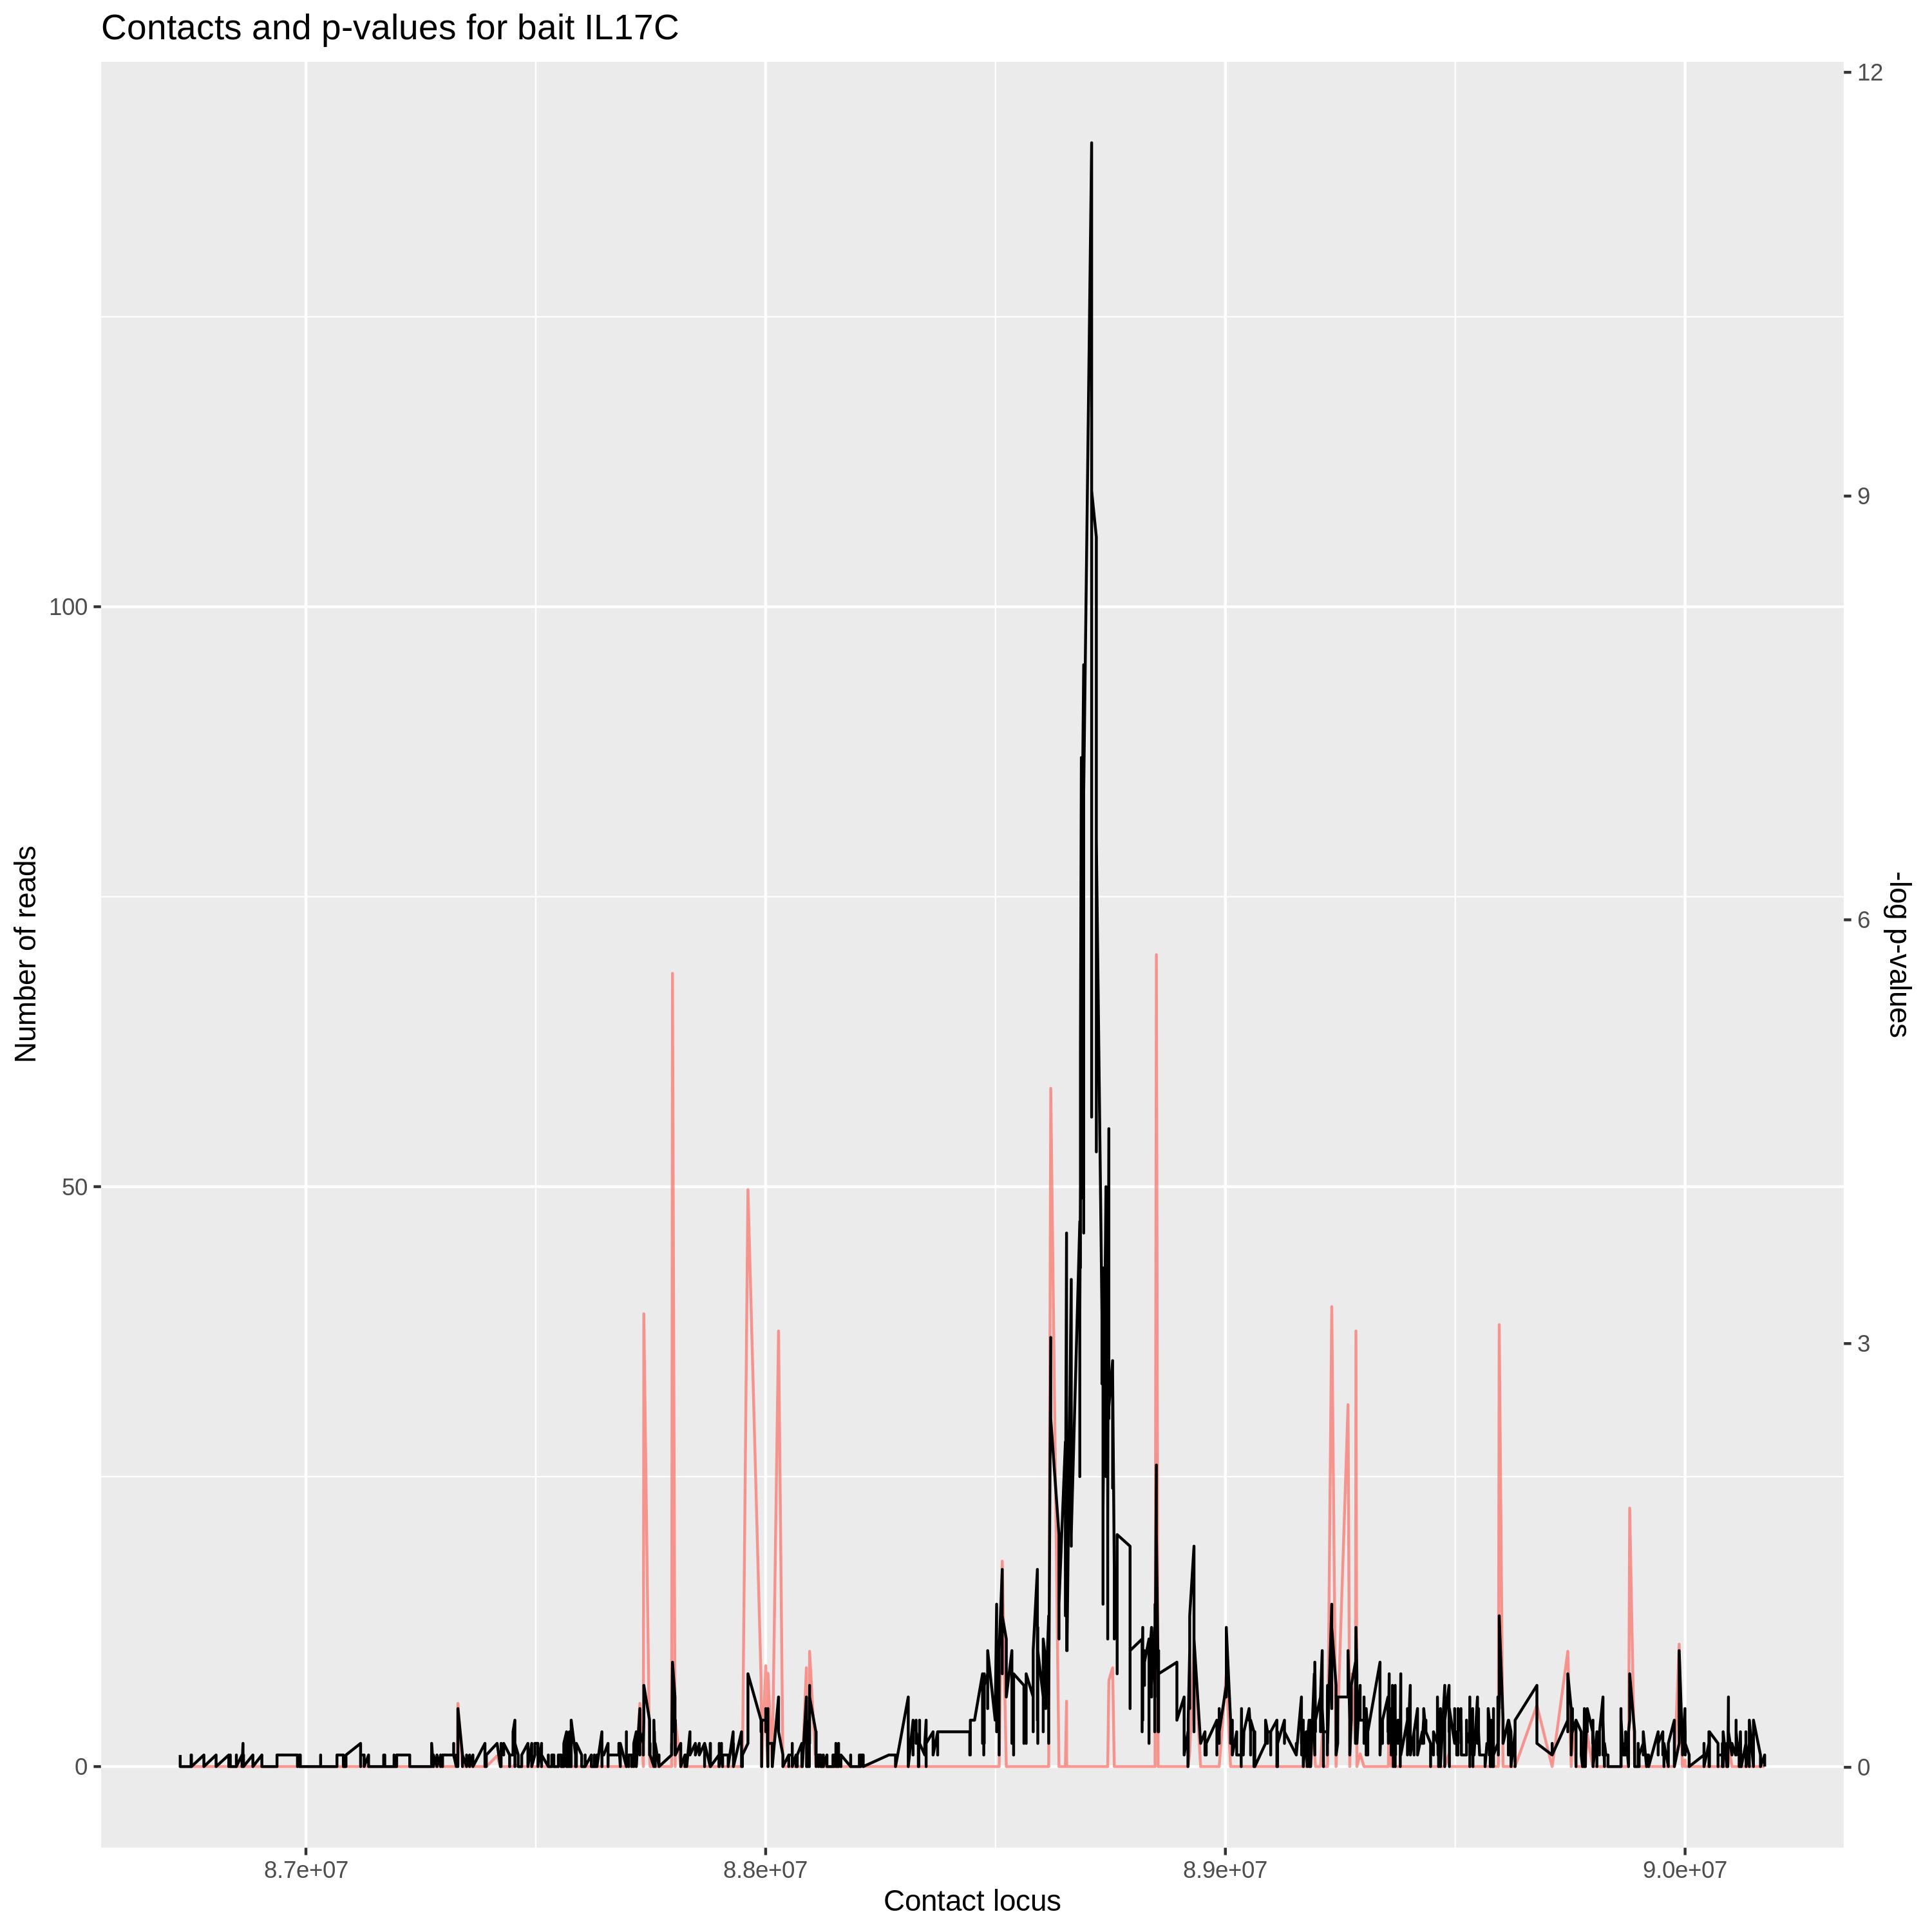 Contacts and p-values for bait IL17C
12
9
100
6
Number of reads
-log p-values
50
3
0
0
8.7e+07
8.8e+07
8.9e+07
9.0e+07
Contact locus